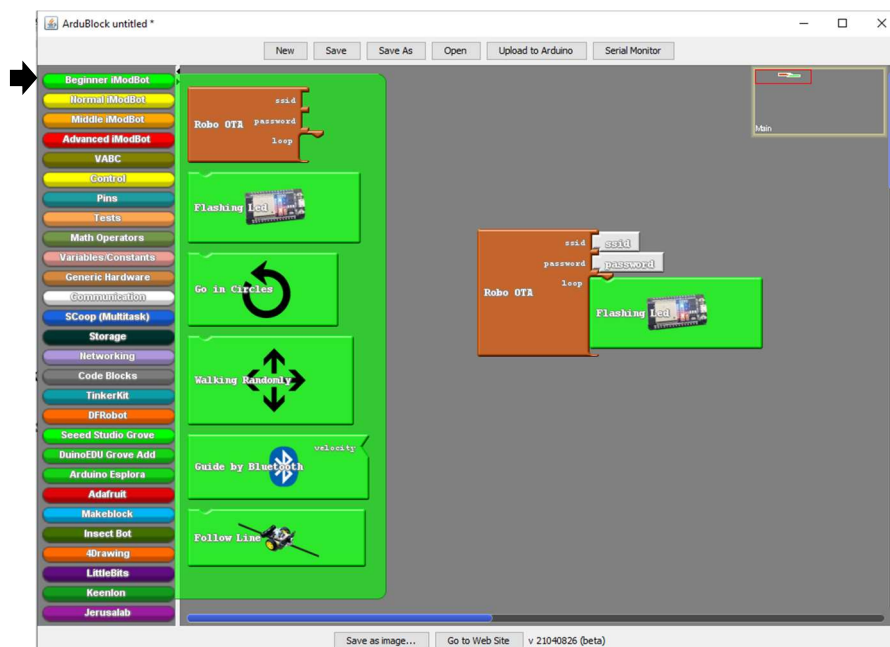 ArduBlock untitled *
New Save Save As Open Upload to Arduino Serial Monitor
Beginner iModBot
Normal iModBot
Middle iModBot
Advanced iModBot
VABC
Control
Pins
Tests
Math Operators
Variables/Constants
Generic Hardware
Communication
SCoop (Multitask)
Storage
Networking
Code Blocks
TinkerKit
DFRobot
Seeed Studio Grove
DuinoEDU Grove Add
Arduino Esplora
Adafruit
Makeblock
Insect Bot
4Drawing
LittleBits
Keenlon
Jerusalab
ssid
Robo OTA password
loop
Flashing Led
Go in Circles
Walking Randomly
velocity
Guide by Bluetooth
Follow Line
ssid ssid
password password
loop
Robo OTA
Flashing Led
Main
Save as image... Go to Web Site v 21040826 (beta)